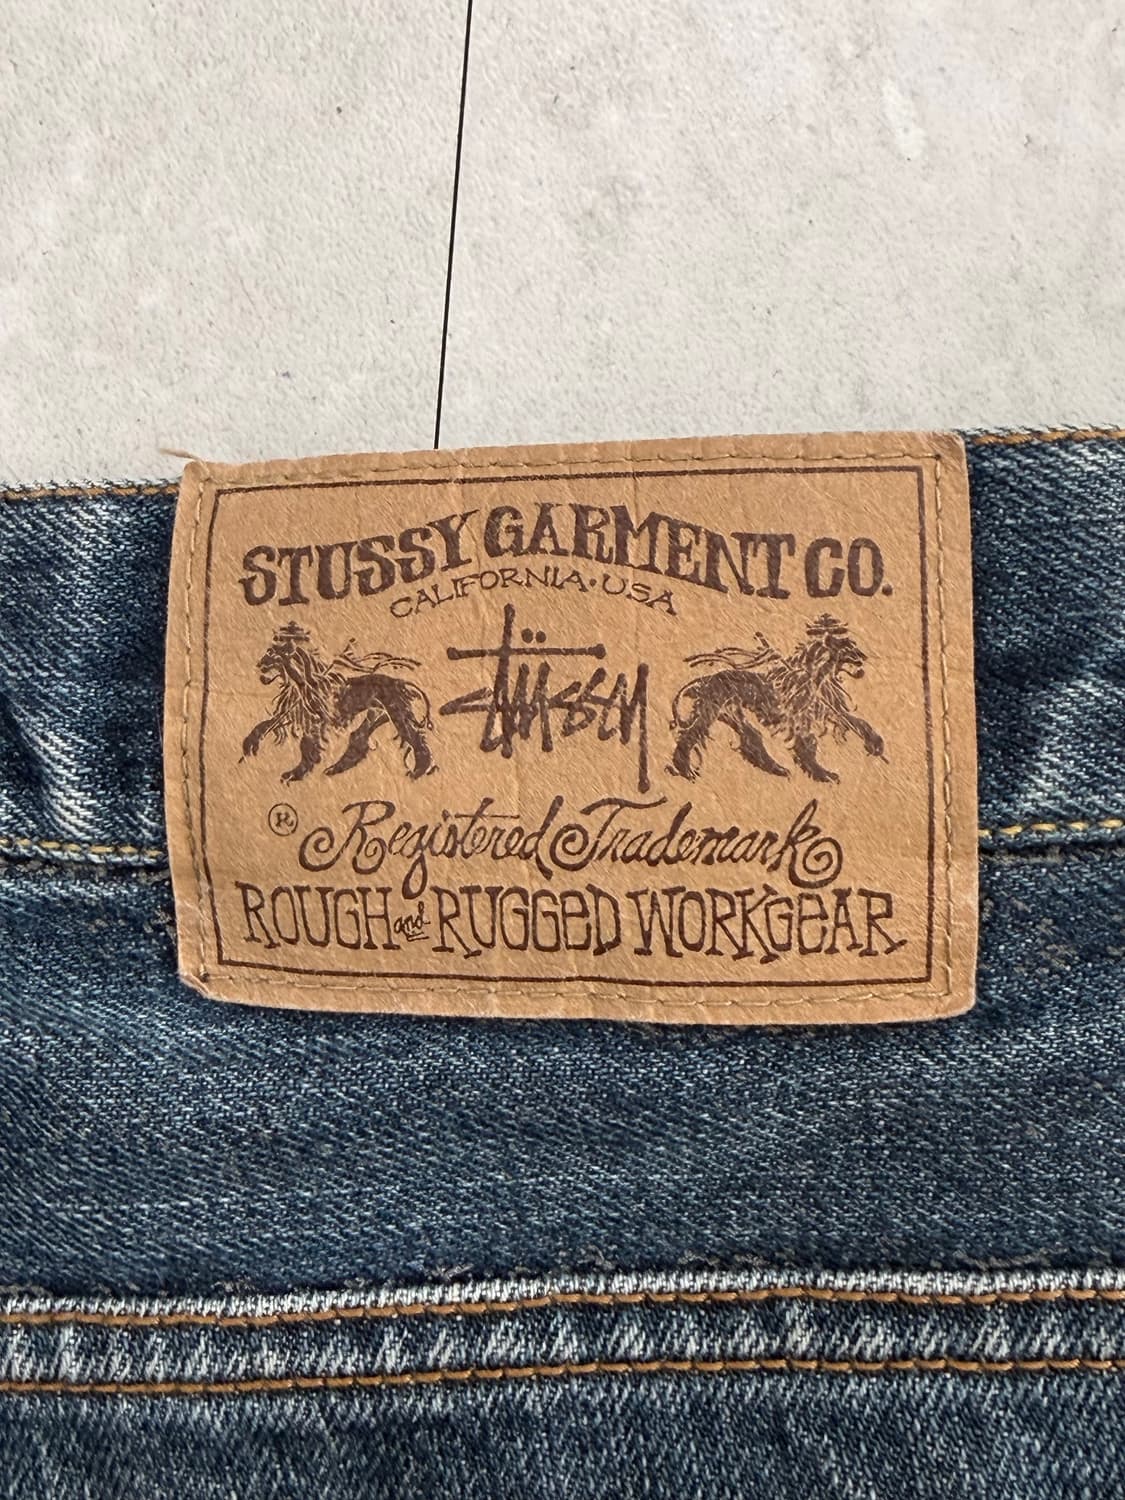 STUSSY GARMENT CO.
CALIFORNIA·USA
Stüssy
® Registered Trademark
ROUGH and RUGGED WORKGEAR